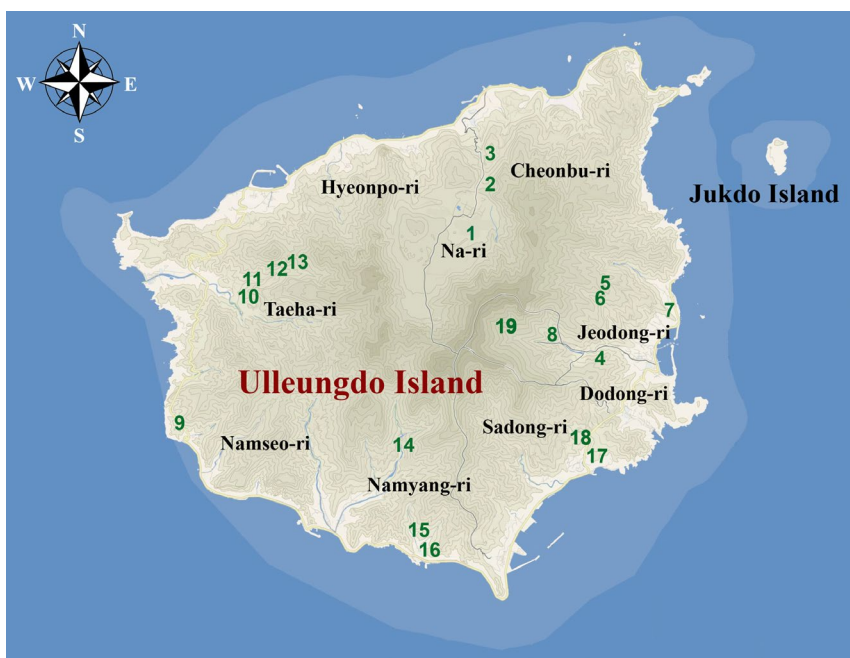 N
W E
S
3
Cheonbu-ri
Hyeonpo-ri
2
Jukdo Island
1
Na-ri
13
12
11
10
Taeha-ri
5
6
7
19
8
Jeodong-ri
4
Ulleungdo Island
Dodong-ri
9
Sadong-ri
18
Namseo-ri
14
17
Namyang-ri
15
16